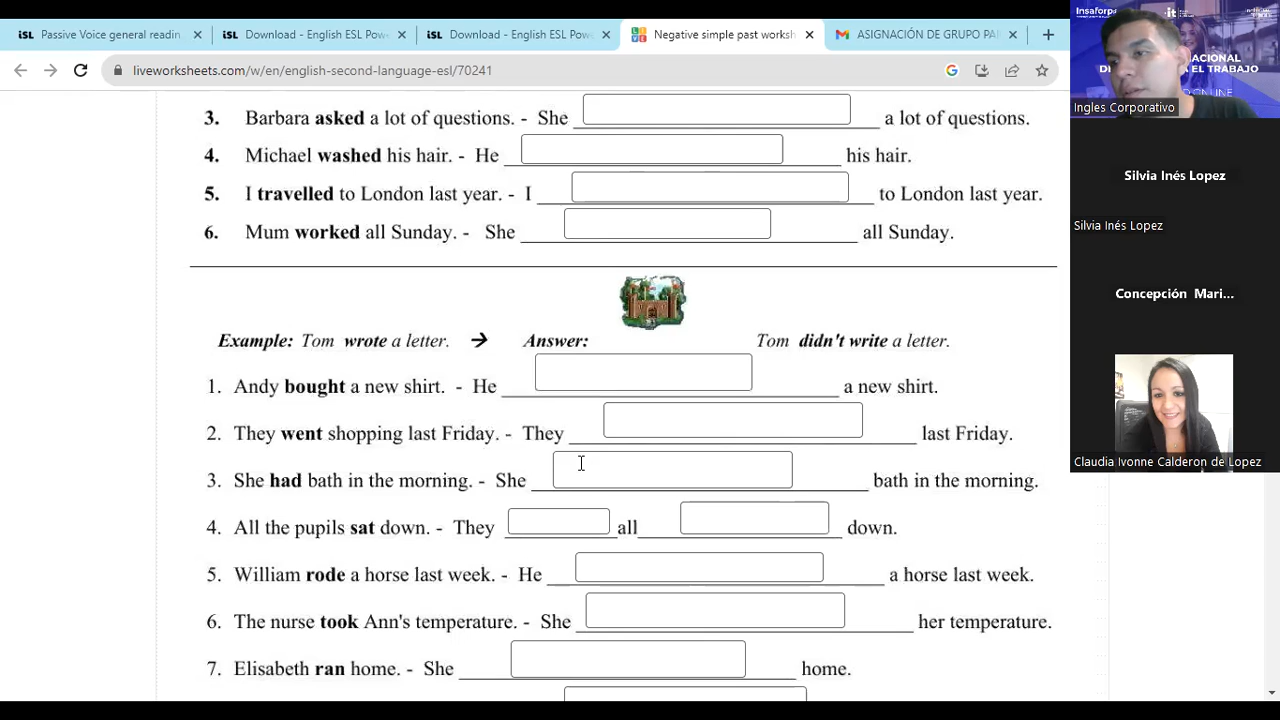 Passive Voice general readin
Download - English ESL Pow
Download - English ESL Pow
Negative simple past worksh
ASIGNACIÓN DE GRUPO PA
liveworksheets.com/w/en/english-second-language-esl/70241
3. Barbara asked a lot of questions. - She a lot of questions.
4. Michael washed his hair. - He his hair.
5. I travelled to London last year. - I to London last year.
6. Mum worked all Sunday. - She all Sunday.
Example: Tom wrote a letter. → Answer: Tom didn't write a letter.
1. Andy bought a new shirt. - He a new shirt.
2. They went shopping last Friday. - They last Friday.
3. She had bath in the morning. - She bath in the morning.
4. All the pupils sat down. - They all down.
5. William rode a horse last week. - He a horse last week.
6. The nurse took Ann's temperature. - She her temperature.
7. Elisabeth ran home. - She home.
Insaforp
it
Ingles Corporativo
Silvia Inés Lopez
Silvia Inés Lopez
Concepción Mari...
Claudia Ivonne Calderon de Lopez